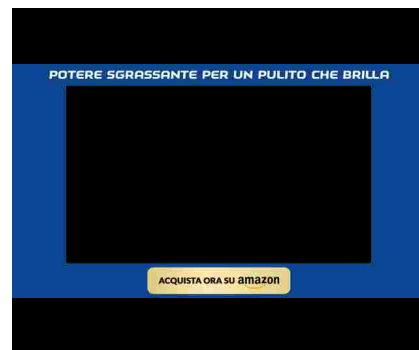 POTERE SGRASSANTE PER UN PULITO CHE BRILLA
ACQUISTA ORA SU amazon